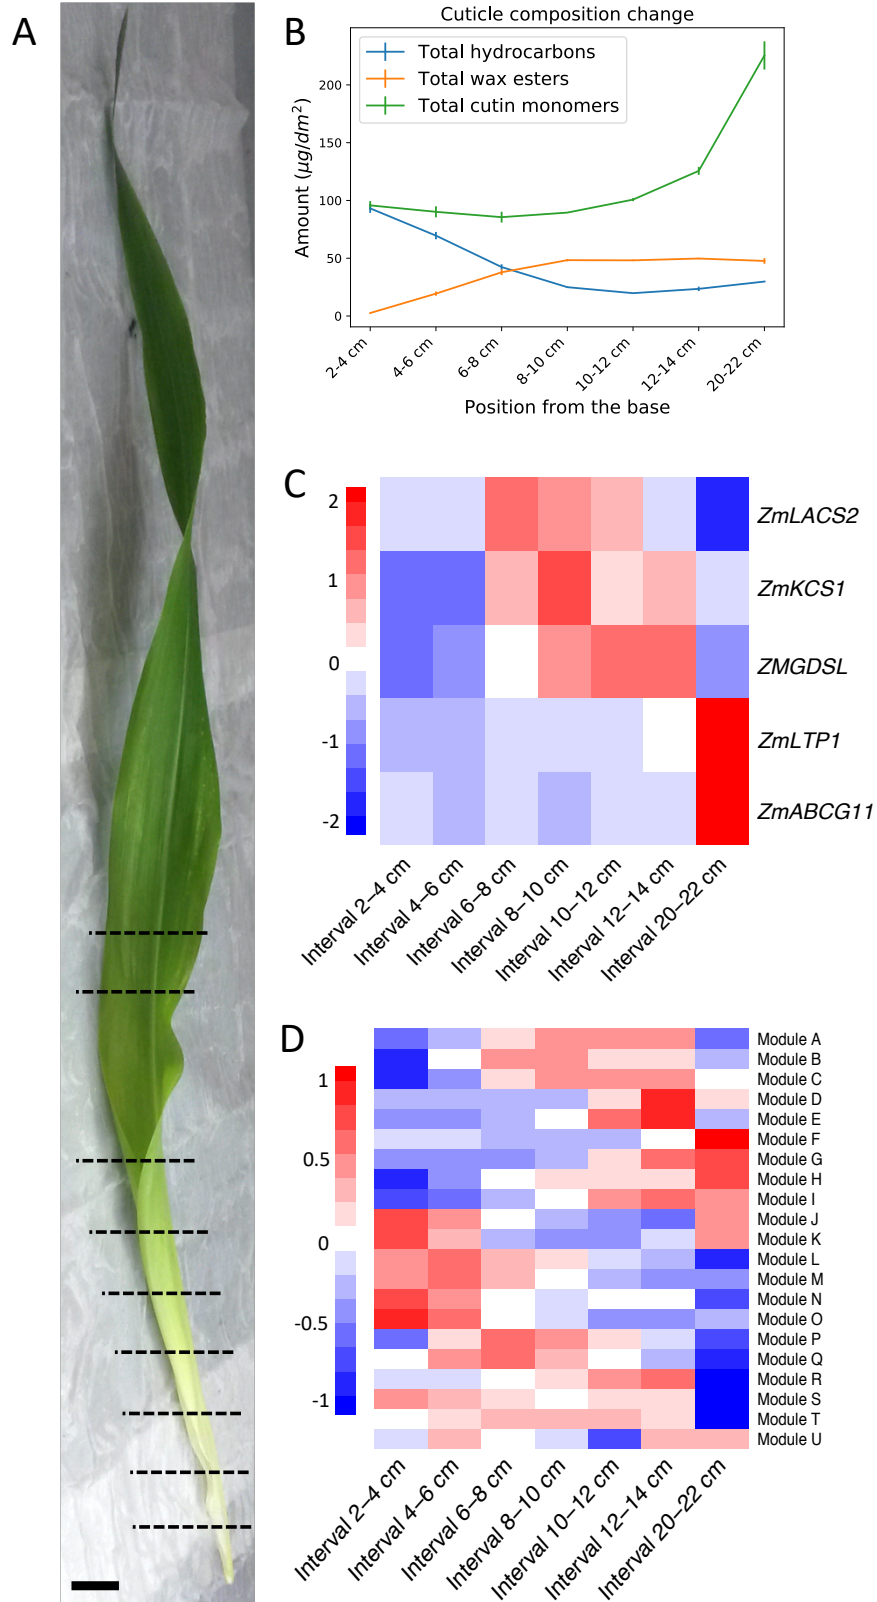 A
B
Cuticle composition change
Total hydrocarbons
Total wax esters
Total cutin monomers
Amount (μg/dm²)
200
150
100
50
0
2-4 cm
4-6 cm
6-8 cm
8-10 cm
10-12 cm
12-14 cm
20-22 cm
Position from the base
C
2
1
0
-1
-2
ZmLACS2
ZmKCS1
ZMGDSL
ZmLTP1
ZmABCG11
Interval 2–4 cm
Interval 4–6 cm
Interval 6–8 cm
Interval 8–10 cm
Interval 10–12 cm
Interval 12–14 cm
Interval 20–22 cm
D
1
0.5
0
-0.5
-1
Module A
Module B
Module C
Module D
Module E
Module F
Module G
Module H
Module I
Module J
Module K
Module L
Module M
Module N
Module O
Module P
Module Q
Module R
Module S
Module T
Module U
Interval 2–4 cm
Interval 4–6 cm
Interval 6–8 cm
Interval 8–10 cm
Interval 10–12 cm
Interval 12–14 cm
Interval 20–22 cm